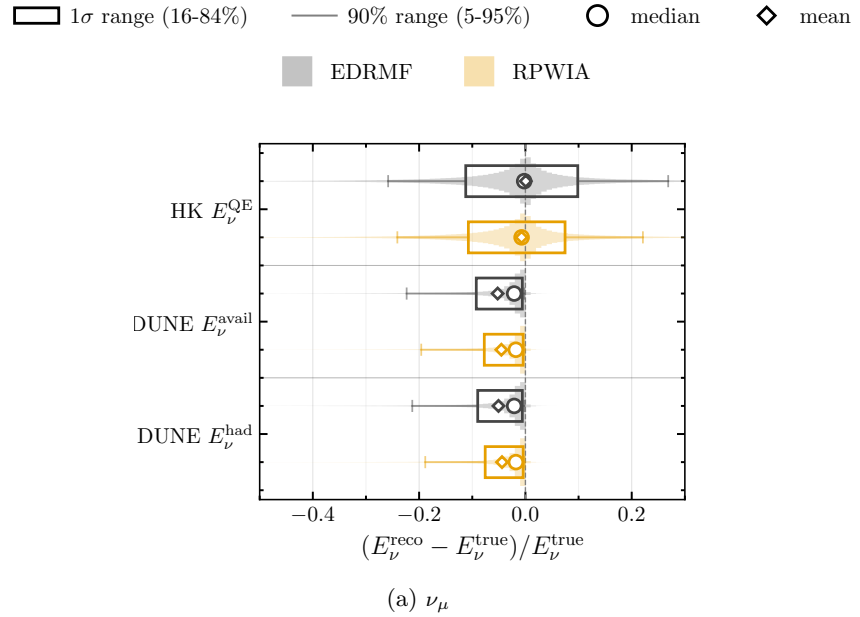 1σ range (16-84%) 90% range (5-95%) median mean
EDRMF RPWIA
HK E_ν^QE
DUNE E_ν^avail
DUNE E_ν^had
−0.4 −0.2 0.0 0.2
(E_ν^reco − E_ν^true)/E_ν^true
(a) ν_μ